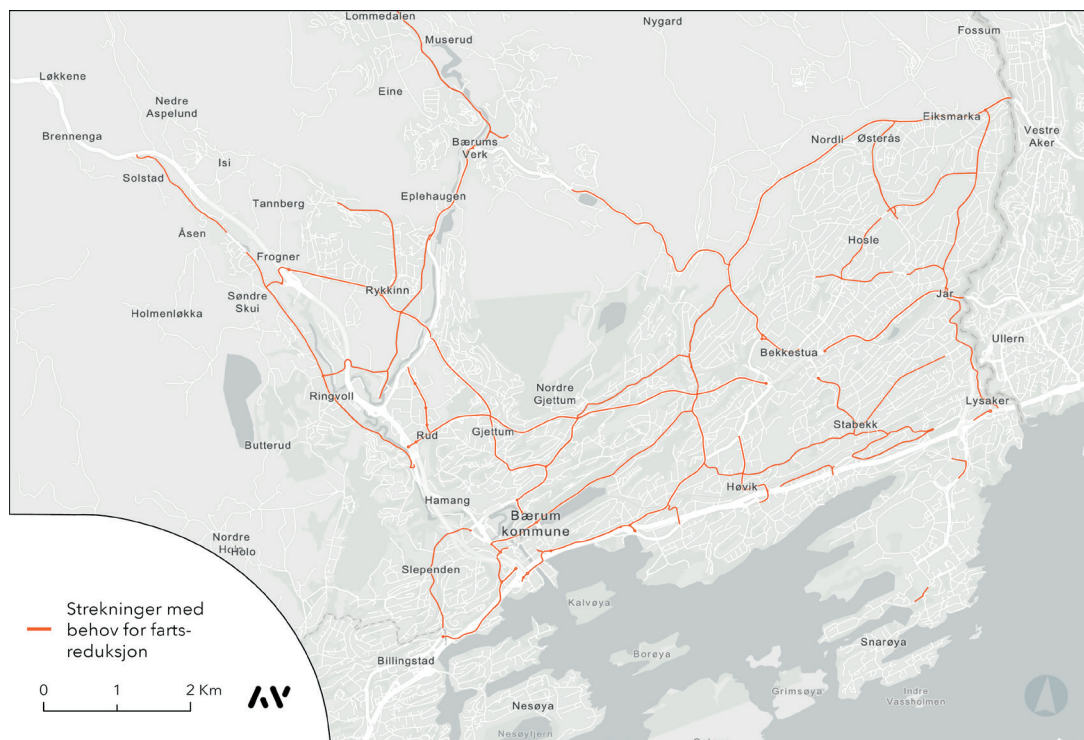 Lommedalen
Nygard
Fossum
Muserud
Løkkene
Eine
Nedre
Aspelund
Eiksmarka
Brennenga
Bærums
Verk
Nordli
Østerås
Vestre
Aker
Isi
Solstad
Tannberg
Eplehaugen
Åsen
Hosle
Frogner
Rykkinn
Jar
Søndre
Skui
Holmenløkka
Ullern
Bekkestua
Nordre
Gjettum
Ringvoll
Lysaker
Butterud
Rud
Gjettum
Stabekk
Høvik
Hamang
Bærum
kommune
Nordre
Slependen
Kalvøya
Strekninger med
behov for farts-
reduksjon
Snarøya
Borøya
Billingstad
0 1 2 Km
Grimsøya
Indre
Vassholmen
Nesøya
Nesøytjern